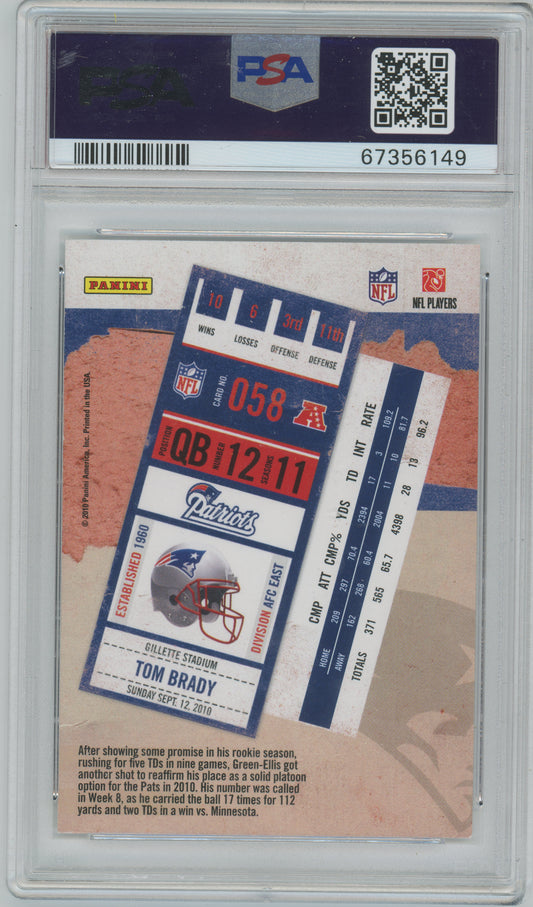 PSA
PSA
67356149
PANINI
NFL
NFL PLAYERS
10 6 3rd 11th
WINS LOSSES OFFENSE DEFENSE
NFL
CARD NO. 058
POSITION QB NUMBER 12 SEASONS 11
Patriots
ESTABLISHED 1960
DIVISION AFC EAST
GILLETTE STADIUM
TOM BRADY
SUNDAY SEPT. 12, 2010
CMP ATT CMP% YDS TD INT RATE
HOME 209 297 70.4 2394 17 3 109.2
AWAY 162 268 60.4 2004 11 10 81.7
TOTALS 371 565 65.7 4398 28 13 96.2
© 2010 Panini America, Inc. Printed in the USA.
After showing some promise in his rookie season,
rushing for five TDs in nine games, Green-Ellis got
another shot to reaffirm his place as a solid platoon
option for the Pats in 2010. His number was called
in Week 8, as he carried the ball 17 times for 112
yards and two TDs in a win vs. Minnesota.